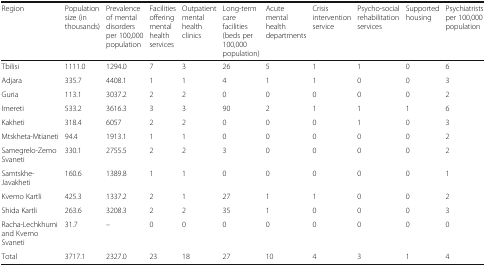 Region Population size (in thousands) Prevalence of mental disorders per 100,000 population Facilities offering mental health services Outpatient mental health clinics Long-term care facilities (beds per 100,000 population) Acute mental health departments Crisis intervention service Psycho-social rehabilitation services Supported housing Psychiatrists per 100,000 population
Tbilisi 1111.0 1294.0 7 3 26 5 1 1 0 6
Adjara 335.7 4408.1 1 1 4 1 1 0 0 3
Guria 113.1 3037.2 2 2 0 0 0 0 0 2
Imereti 533.2 3616.3 3 3 90 2 1 1 1 6
Kakheti 318.4 6057 2 2 0 0 0 1 0 3
Mtskheta-Mtianeti 94.4 1913.1 1 1 0 0 0 0 0 2
Samegrelo-Zemo Svaneti 330.1 2755.5 2 2 3 0 0 0 0 2
Samtskhe-Javakheti 160.6 1389.8 1 1 0 0 0 0 0 1
Kvemo Kartli 425.3 1337.2 2 1 27 1 1 0 0 2
Shida Kartli 263.6 3208.3 2 2 35 1 0 0 0 3
Racha-Lechkhumi and Kvemo Svaneti 31.7 – 0 0 0 0 0 0 0 0
Total 3717.1 2327.0 23 18 27 10 4 3 1 4